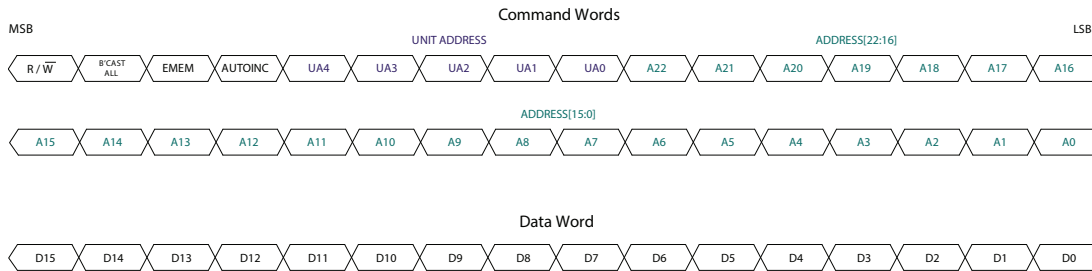 Command Words
MSB LSB
UNIT ADDRESS ADDRESS[22:16]
R / W̅ B'CAST ALL EMEM AUTOINC UA4 UA3 UA2 UA1 UA0 A22 A21 A20 A19 A18 A17 A16
ADDRESS[15:0]
A15 A14 A13 A12 A11 A10 A9 A8 A7 A6 A5 A4 A3 A2 A1 A0
Data Word
D15 D14 D13 D12 D11 D10 D9 D8 D7 D6 D5 D4 D3 D2 D1 D0